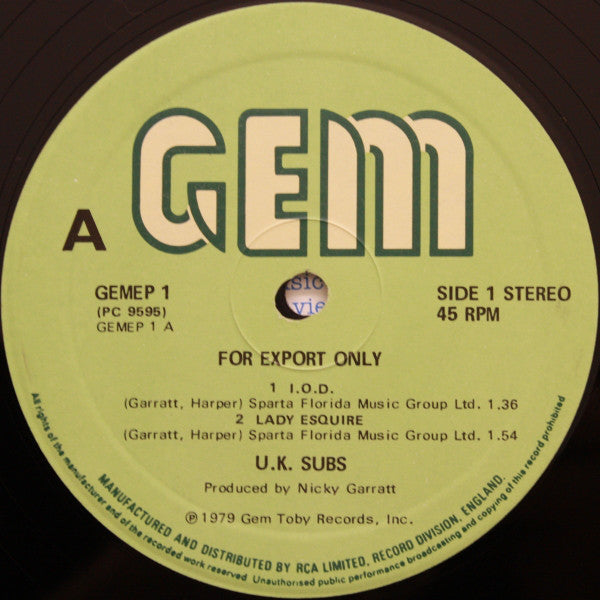 GEM
A
GEMEP 1
(PC 9595)
GEMEP 1 A
SIDE 1 STEREO
45 RPM
FOR EXPORT ONLY
1 I.O.D.
(Garratt, Harper) Sparta Florida Music Group Ltd. 1.36
2 LADY ESQUIRE
(Garratt, Harper) Sparta Florida Music Group Ltd. 1.54
U.K. SUBS
Produced by Nicky Garratt
℗ 1979 Gem Toby Records, Inc.
MANUFACTURED AND DISTRIBUTED BY RCA LIMITED, RECORD DIVISION, ENGLAND.
All rights of the manufacturer and of the recorded work reserved. Unauthorised public performance broadcasting and copying of this record prohibited